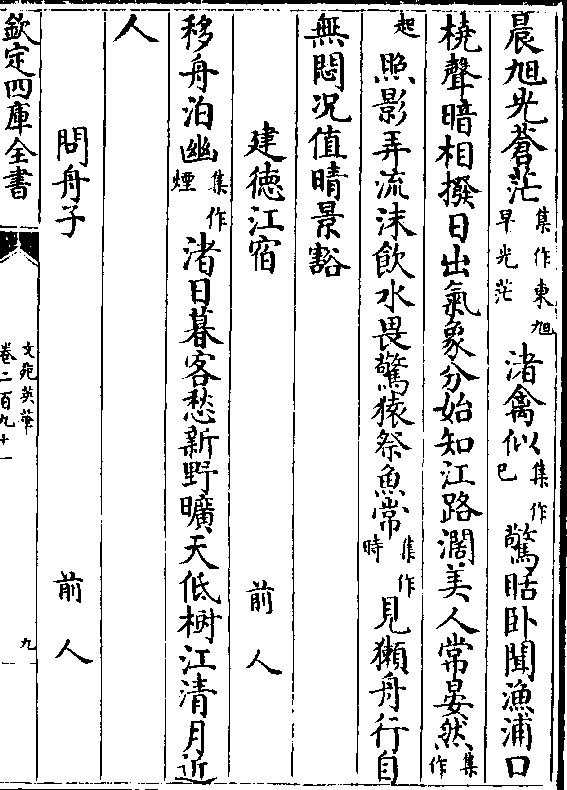 晨旭光蒼茫集作東旭早光茫渚禽似集作已驚聒卧聞漁浦口
橈聲暗相撥日出氣象分始知江路濶美人常晏然集作
起照影弄流沫飲水畏驚猿祭魚常集作時見獺舟行自
無悶况值晴景豁
建德江宿 前人
移舟泊幽集作煙渚日暮客愁新野曠天低樹江清月近
人
問舟子 前人
欽定四庫全書 文苑英華 卷二百九十一 九